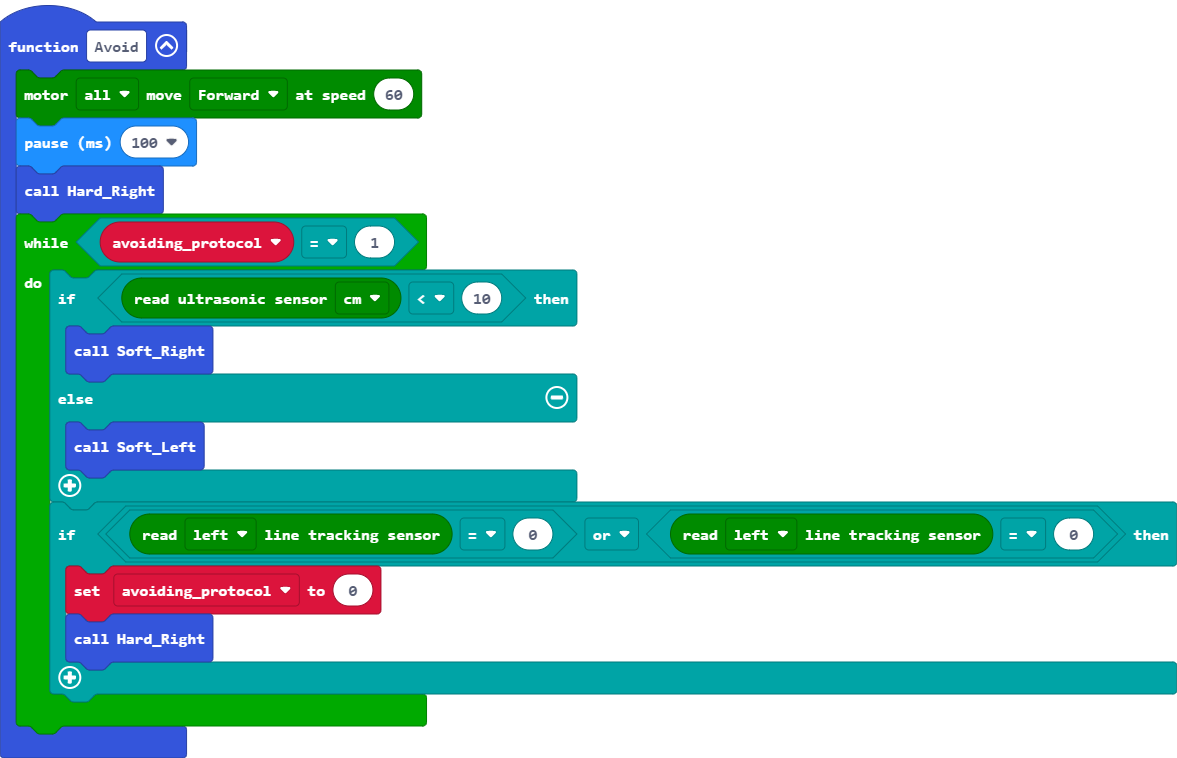 function Avoid
motor all move Forward at speed 60
pause (ms) 100
call Hard_Right
while avoiding_protocol = 1
do
if read ultrasonic sensor cm < 10 then
call Soft_Right
else
call Soft_Left
if read left line tracking sensor = 0 or read left line tracking sensor = 0 then
set avoiding_protocol to 0
call Hard_Right